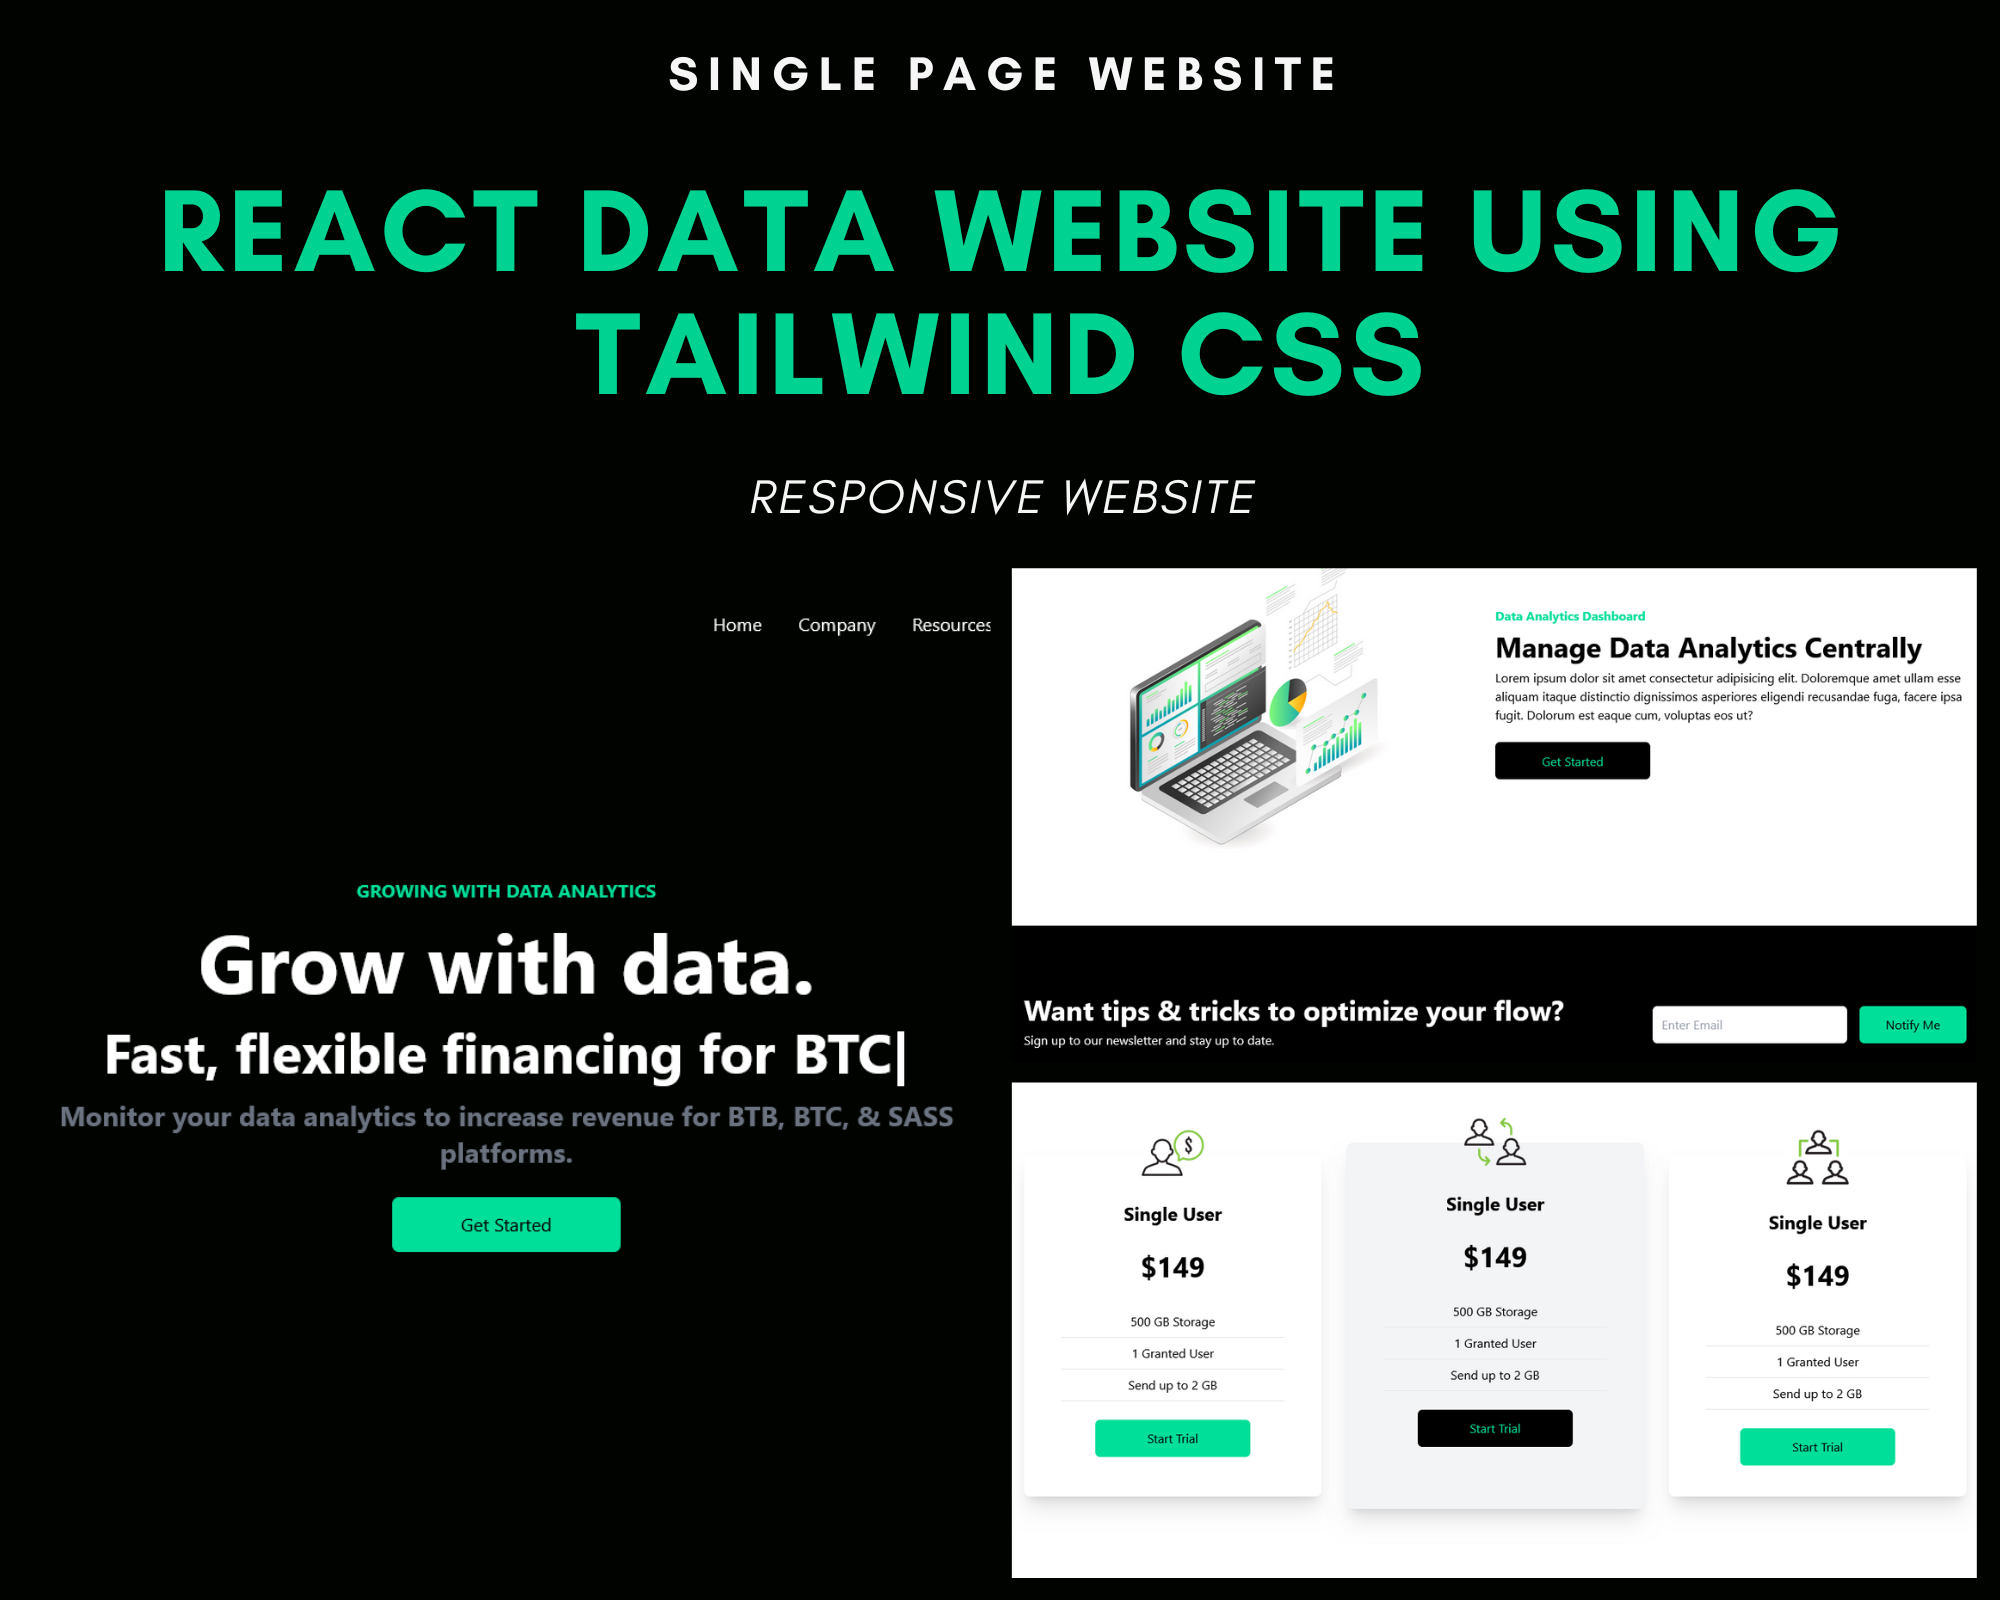 SINGLE PAGE WEBSITE
REACT DATA WEBSITE USING
TAILWIND CSS
RESPONSIVE WEBSITE
Home Company Resources
GROWING WITH DATA ANALYTICS
Grow with data.
Fast, flexible financing for BTC|
Monitor your data analytics to increase revenue for BTB, BTC, & SASS
platforms.
Get Started
Data Analytics Dashboard
Manage Data Analytics Centrally
Lorem ipsum dolor sit amet consectetur adipisicing elit. Doloremque amet ullam esse
aliquam itaque distinctio dignissimos asperiores eligendi recusandae fuga, facere ipsa
fugit. Dolorum est eaque cum, voluptas eos ut?
Get Started
Want tips & tricks to optimize your flow?
Sign up to our newsletter and stay up to date.
Enter Email
Notify Me
$
Single User
$149
500 GB Storage
1 Granted User
Send up to 2 GB
Start Trial
Single User
$149
500 GB Storage
1 Granted User
Send up to 2 GB
Start Trial
Single User
$149
500 GB Storage
1 Granted User
Send up to 2 GB
Start Trial